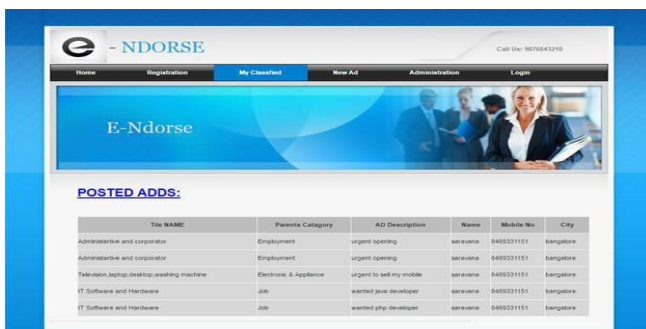 e - NDORSE
Call Us: 9876543210
Home Registration My Classfied New Ad Administration Login
E-Ndorse
POSTED ADDS:
Tile NAME Parents Catagory AD Description Name Mobile No City
Administartive and corporator Employment urgent opening saravana 8489331151 bangalore
Administartive and corporator Employment urgent opening saravana 8489331151 bangalore
Television,laptop,desktop,washing machine Electronic & Appliance urgent to sell my mobile saravana 8489331151 bangalore
IT Software and Hardware Job wanted java developer saravana 8489331151 bangalore
IT Software and Hardware Job wanted php developer saravana 8489331151 bangalore